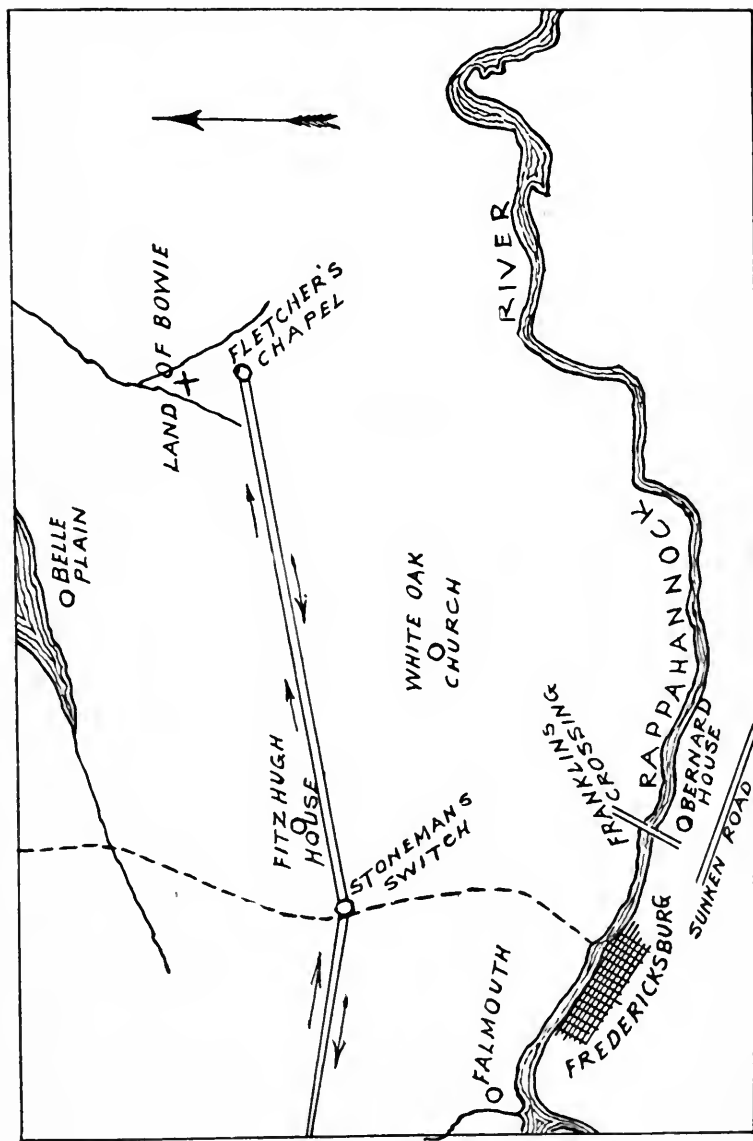 LAND OF BOWIE
FLETCHER'S
CHAPEL
BELLE
PLAIN
WHITE OAK
CHURCH
FITZHUGH
HOUSE
STONEMANS
SWITCH
RIVER
RAPPAHANNOCK
FRANKLINS
CROSSING
BERNARD
HOUSE
SUNKEN ROAD
FREDERICKSBURG
FALMOUTH